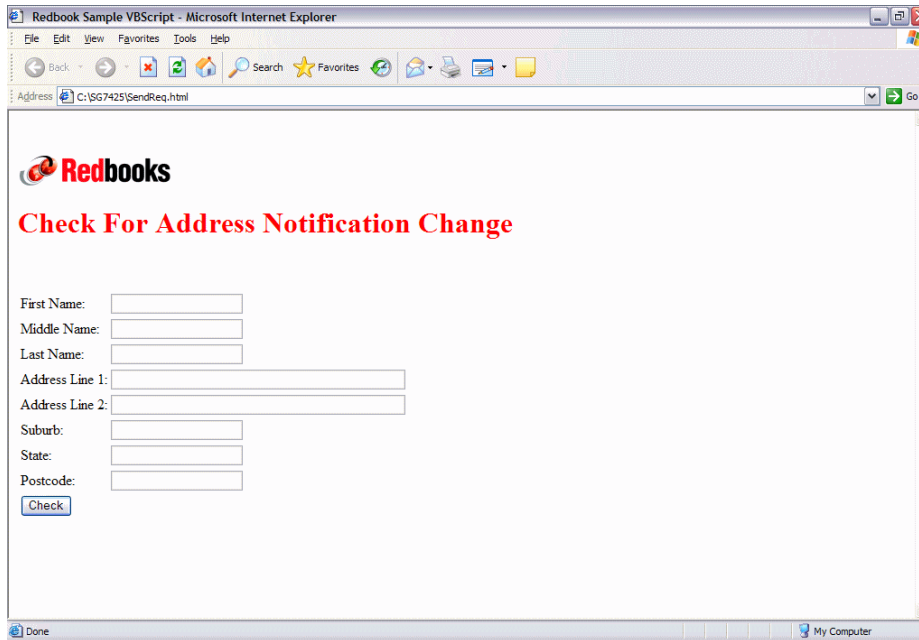 Redbook Sample VBScript - Microsoft Internet Explorer
File Edit View Favorites Tools Help
Back Search Favorites
Address C:\SG7425\SendReq.html Go
Redbooks
Check For Address Notification Change
First Name:
Middle Name:
Last Name:
Address Line 1:
Address Line 2:
Suburb:
State:
Postcode:
Check
Done My Computer